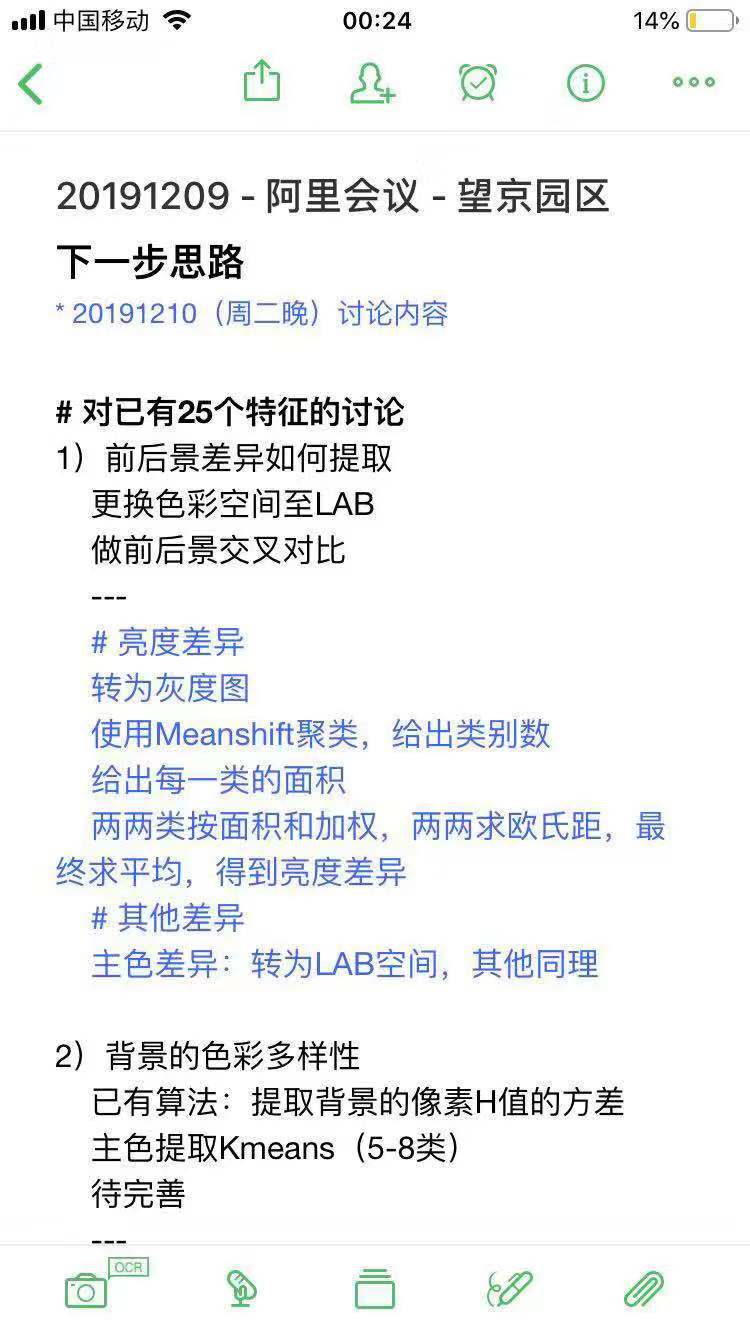 中国移动 00:24 14%
20191209 - 阿里会议 - 望京园区
下一步思路
* 20191210（周二晚）讨论内容
# 对已有25个特征的讨论
1）前后景差异如何提取
更换色彩空间至LAB
做前后景交叉对比
---
# 亮度差异
转为灰度图
使用Meanshift聚类，给出类别数
给出每一类的面积
两两类按面积和加权，两两求欧氏距，最
终求平均，得到亮度差异
# 其他差异
主色差异：转为LAB空间，其他同理
2）背景的色彩多样性
已有算法：提取背景的像素H值的方差
主色提取Kmeans（5-8类）
待完善
---
OCR